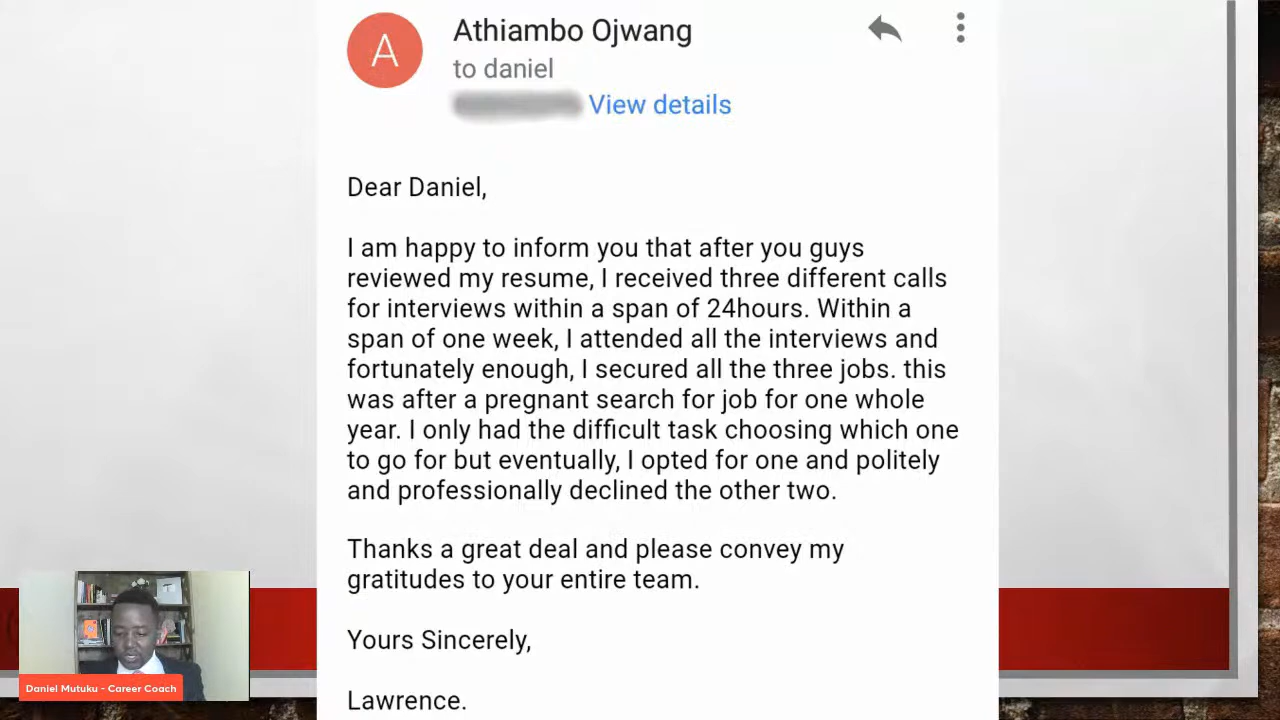 A
Athiambo Ojwang
to daniel
View details
Dear Daniel,
I am happy to inform you that after you guys
reviewed my resume, I received three different calls
for interviews within a span of 24hours. Within a
span of one week, I attended all the interviews and
fortunately enough, I secured all the three jobs. this
was after a pregnant search for job for one whole
year. I only had the difficult task choosing which one
to go for but eventually, I opted for one and politely
and professionally declined the other two.
Thanks a great deal and please convey my
gratitudes to your entire team.
Yours Sincerely,
Lawrence.
Daniel Mutuku - Career Coach